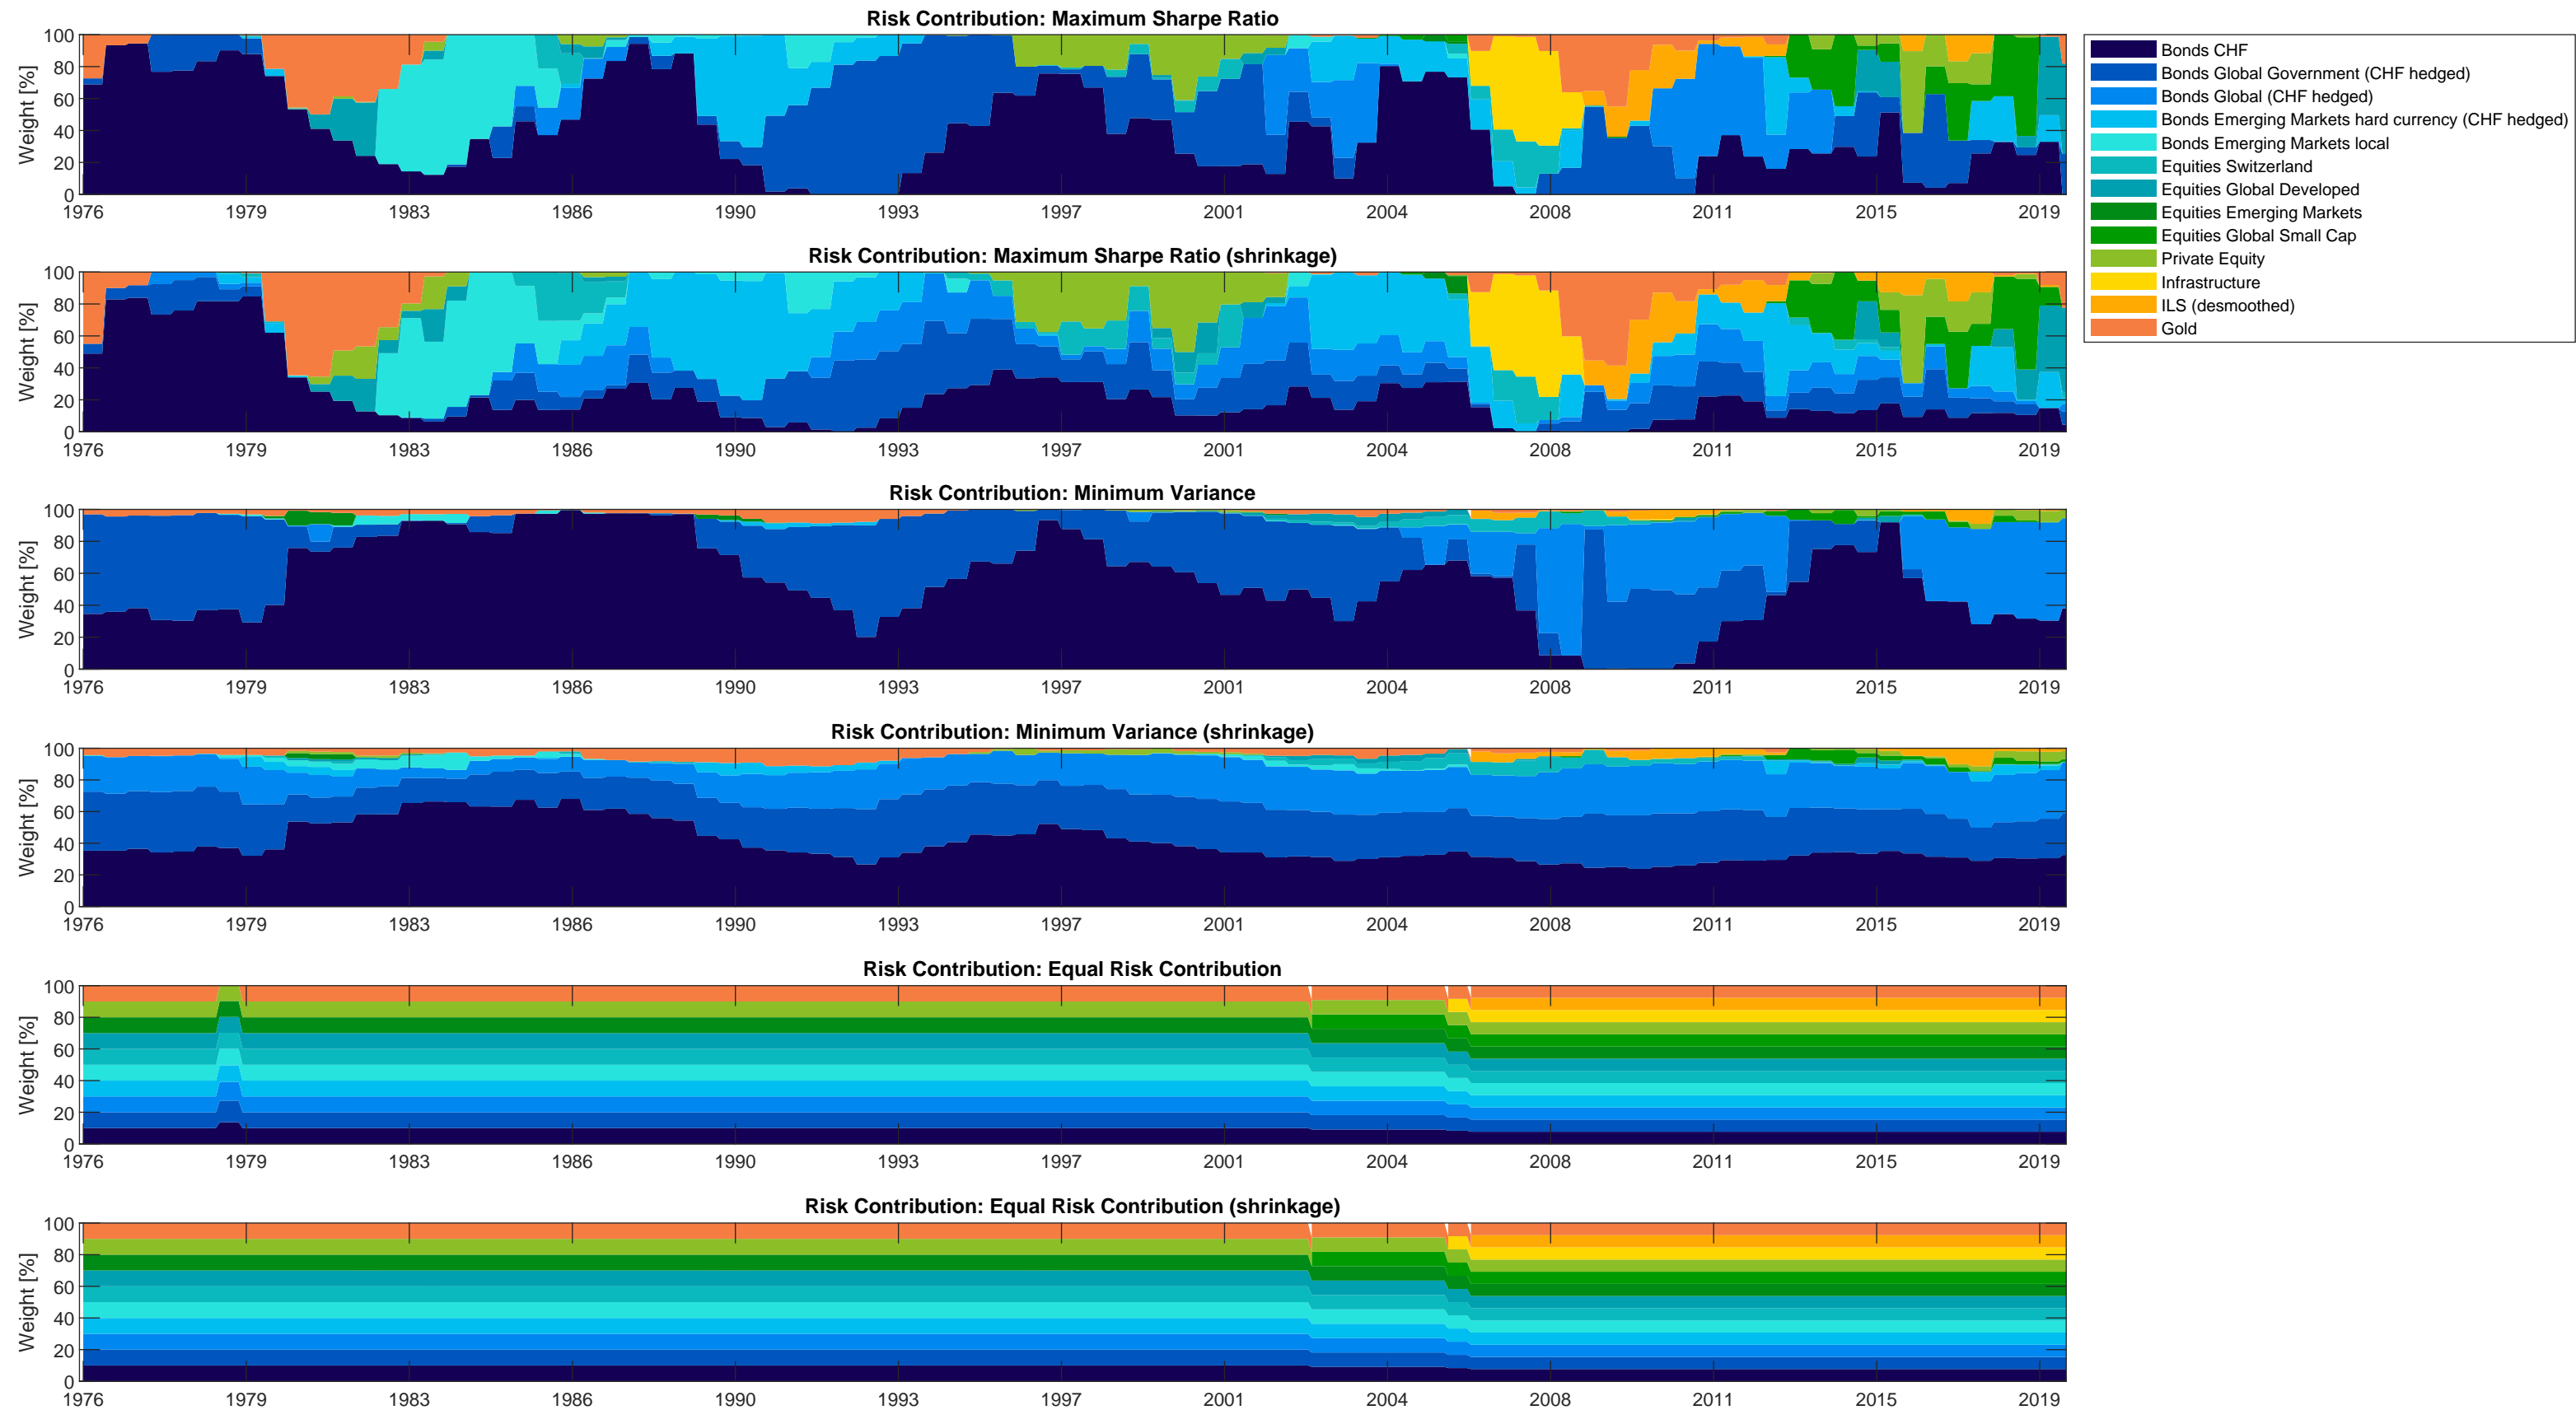 Risk Contribution: Maximum Sharpe Ratio
Weight [%]
100
80
60
40
20
0
1976 1979 1983 1986 1990 1993 1997 2001 2004 2008 2011 2015 2019
Bonds CHF
Bonds Global Government (CHF hedged)
Bonds Global (CHF hedged)
Bonds Emerging Markets hard currency (CHF hedged)
Bonds Emerging Markets local
Equities Switzerland
Equities Global Developed
Equities Emerging Markets
Equities Global Small Cap
Private Equity
Infrastructure
ILS (desmoothed)
Gold
Risk Contribution: Maximum Sharpe Ratio (shrinkage)
Weight [%]
100
80
60
40
20
0
1976 1979 1983 1986 1990 1993 1997 2001 2004 2008 2011 2015 2019
Risk Contribution: Minimum Variance
Weight [%]
100
80
60
40
20
0
1976 1979 1983 1986 1990 1993 1997 2001 2004 2008 2011 2015 2019
Risk Contribution: Minimum Variance (shrinkage)
Weight [%]
100
80
60
40
20
0
1976 1979 1983 1986 1990 1993 1997 2001 2004 2008 2011 2015 2019
Risk Contribution: Equal Risk Contribution
Weight [%]
100
80
60
40
20
0
1976 1979 1983 1986 1990 1993 1997 2001 2004 2008 2011 2015 2019
Risk Contribution: Equal Risk Contribution (shrinkage)
Weight [%]
100
80
60
40
20
0
1976 1979 1983 1986 1990 1993 1997 2001 2004 2008 2011 2015 2019